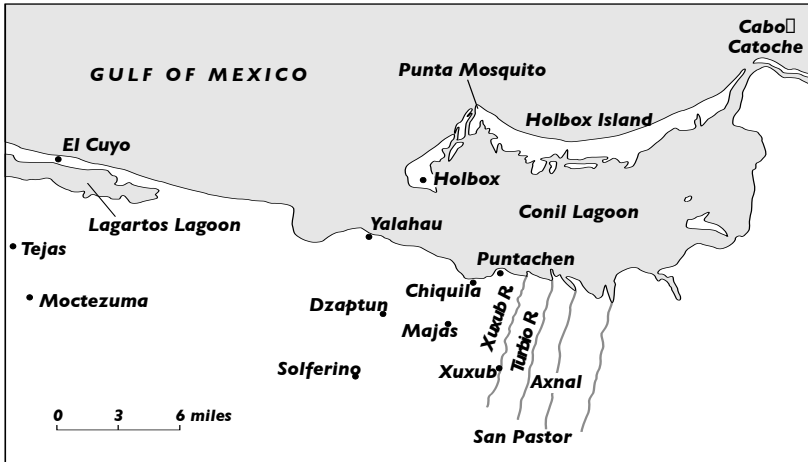 Cabo
Catoche
GULF OF MEXICO
Punta Mosquito
Holbox Island
El Cuyo
Holbox
Lagartos Lagoon
Conil Lagoon
Yalahau
Tejas
Puntachen
Chiquila
Moctezuma
Dzaptun
Xuxub R.
Turbio R.
Majas
Solferino
Xuxub
Axnal
0 3 6 miles
San Pastor